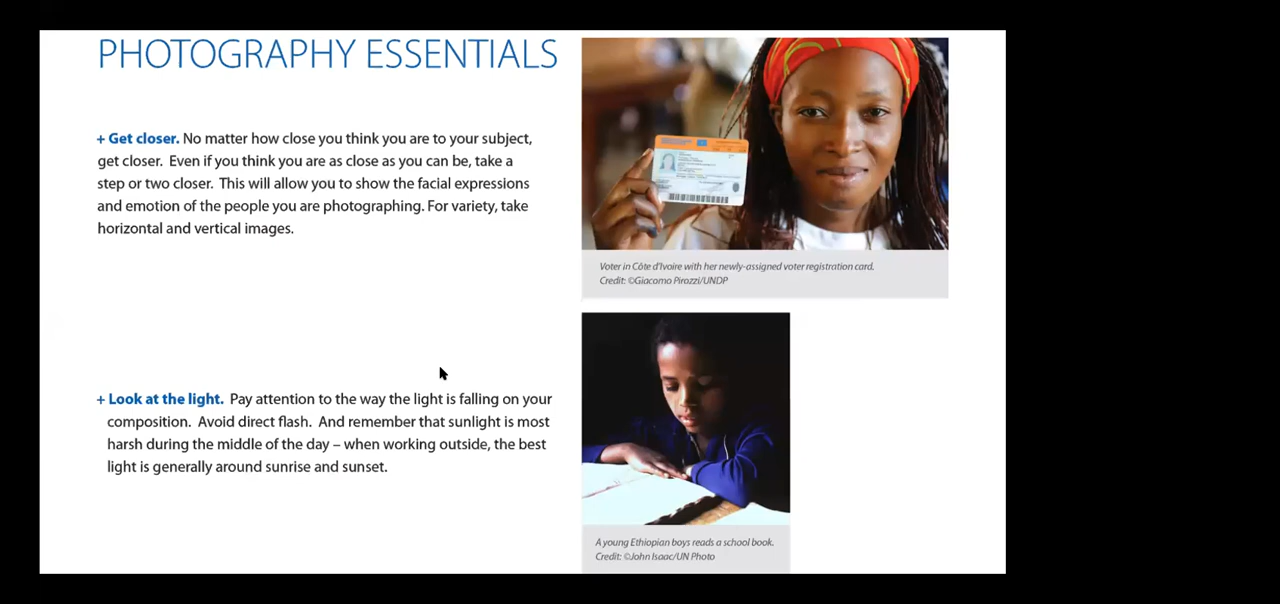 PHOTOGRAPHY ESSENTIALS
+ Get closer. No matter how close you think you are to your subject,
get closer. Even if you think you are as close as you can be, take a
step or two closer. This will allow you to show the facial expressions
and emotion of the people you are photographing. For variety, take
horizontal and vertical images.
Voter in Côte d'Ivoire with her newly-assigned voter registration card.
Credit: ©Giacomo Pirozzi/UNDP
+ Look at the light. Pay attention to the way the light is falling on your
composition. Avoid direct flash. And remember that sunlight is most
harsh during the middle of the day – when working outside, the best
light is generally around sunrise and sunset.
A young Ethiopian boys reads a school book.
Credit: ©John Isaac/UN Photo